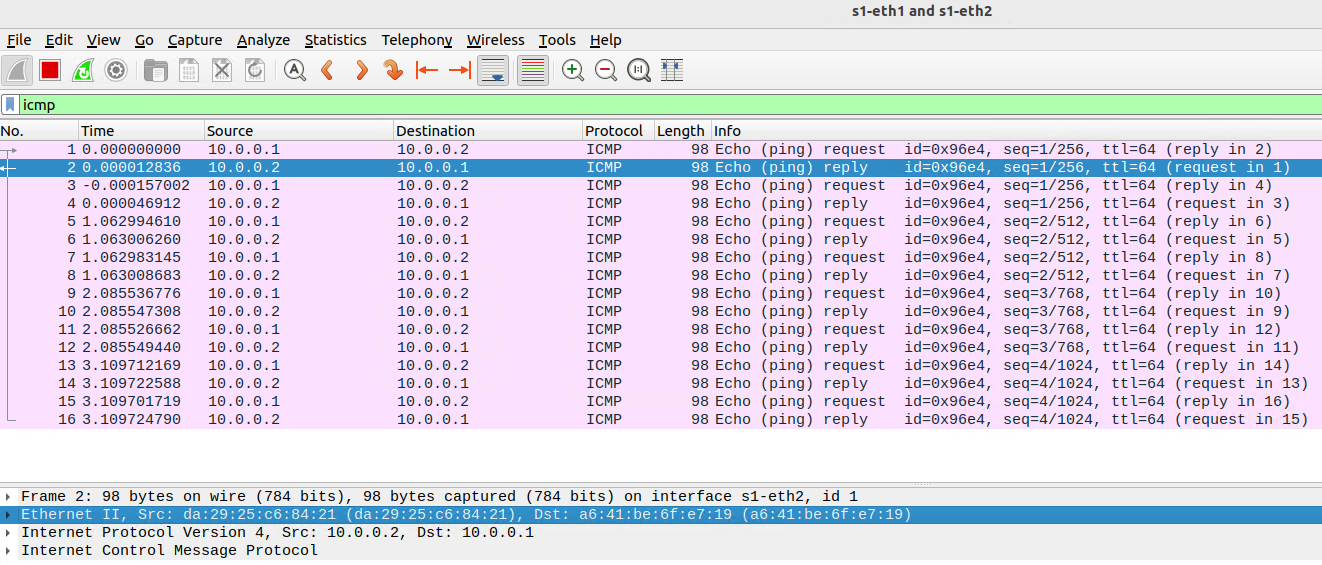 s1-eth1 and s1-eth2
File Edit View Go Capture Analyze Statistics Telephony Wireless Tools Help
icmp
No. Time Source Destination Protocol Length Info
1 0.000000000 10.0.0.1 10.0.0.2 ICMP 98 Echo (ping) request id=0x96e4, seq=1/256, ttl=64 (reply in 2)
2 0.000012836 10.0.0.2 10.0.0.1 ICMP 98 Echo (ping) reply id=0x96e4, seq=1/256, ttl=64 (request in 1)
3 -0.000157002 10.0.0.1 10.0.0.2 ICMP 98 Echo (ping) request id=0x96e4, seq=1/256, ttl=64 (reply in 4)
4 0.000046912 10.0.0.2 10.0.0.1 ICMP 98 Echo (ping) reply id=0x96e4, seq=1/256, ttl=64 (request in 3)
5 1.062994610 10.0.0.1 10.0.0.2 ICMP 98 Echo (ping) request id=0x96e4, seq=2/512, ttl=64 (reply in 6)
6 1.063006260 10.0.0.2 10.0.0.1 ICMP 98 Echo (ping) reply id=0x96e4, seq=2/512, ttl=64 (request in 5)
7 1.062983145 10.0.0.1 10.0.0.2 ICMP 98 Echo (ping) request id=0x96e4, seq=2/512, ttl=64 (reply in 8)
8 1.063008683 10.0.0.2 10.0.0.1 ICMP 98 Echo (ping) reply id=0x96e4, seq=2/512, ttl=64 (request in 7)
9 2.085536776 10.0.0.1 10.0.0.2 ICMP 98 Echo (ping) request id=0x96e4, seq=3/768, ttl=64 (reply in 10)
10 2.085547308 10.0.0.2 10.0.0.1 ICMP 98 Echo (ping) reply id=0x96e4, seq=3/768, ttl=64 (request in 9)
11 2.085526662 10.0.0.1 10.0.0.2 ICMP 98 Echo (ping) request id=0x96e4, seq=3/768, ttl=64 (reply in 12)
12 2.085549440 10.0.0.2 10.0.0.1 ICMP 98 Echo (ping) reply id=0x96e4, seq=3/768, ttl=64 (request in 11)
13 3.109712169 10.0.0.1 10.0.0.2 ICMP 98 Echo (ping) request id=0x96e4, seq=4/1024, ttl=64 (reply in 14)
14 3.109722588 10.0.0.2 10.0.0.1 ICMP 98 Echo (ping) reply id=0x96e4, seq=4/1024, ttl=64 (request in 13)
15 3.109701719 10.0.0.1 10.0.0.2 ICMP 98 Echo (ping) request id=0x96e4, seq=4/1024, ttl=64 (reply in 16)
16 3.109724790 10.0.0.2 10.0.0.1 ICMP 98 Echo (ping) reply id=0x96e4, seq=4/1024, ttl=64 (request in 15)
Frame 2: 98 bytes on wire (784 bits), 98 bytes captured (784 bits) on interface s1-eth2, id 1
Ethernet II, Src: da:29:25:c6:84:21 (da:29:25:c6:84:21), Dst: a6:41:be:6f:e7:19 (a6:41:be:6f:e7:19)
Internet Protocol Version 4, Src: 10.0.0.2, Dst: 10.0.0.1
Internet Control Message Protocol